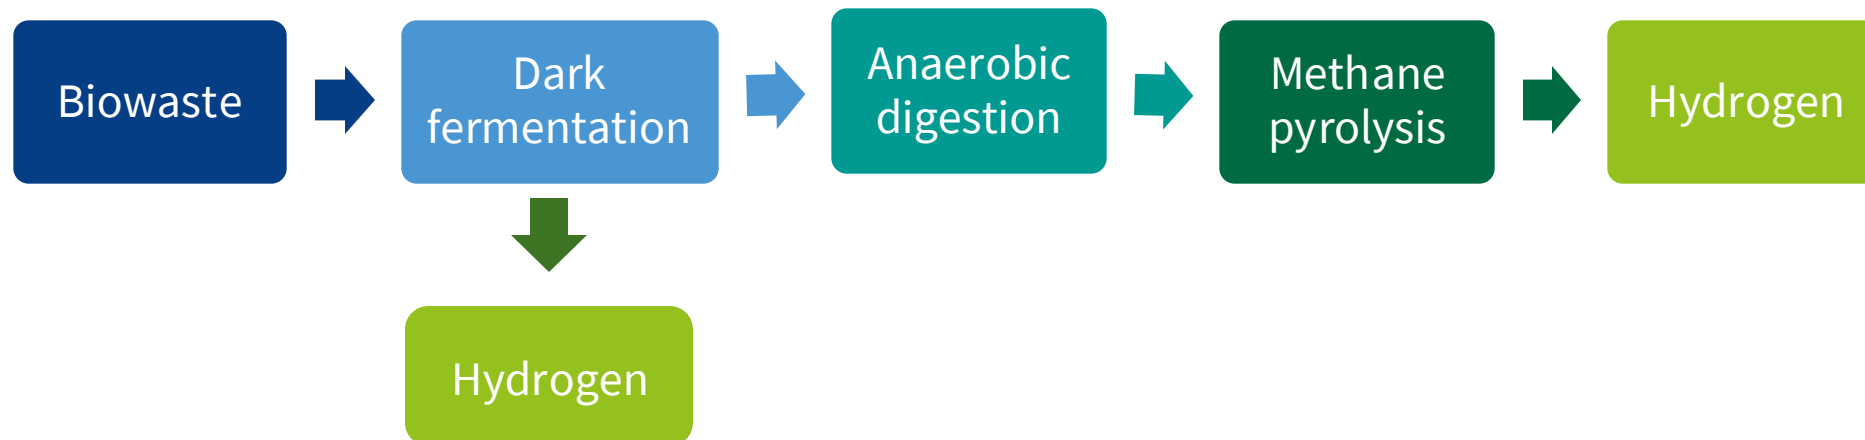 Biowaste
Dark
fermentation
Anaerobic
digestion
Methane
pyrolysis
Hydrogen
Hydrogen